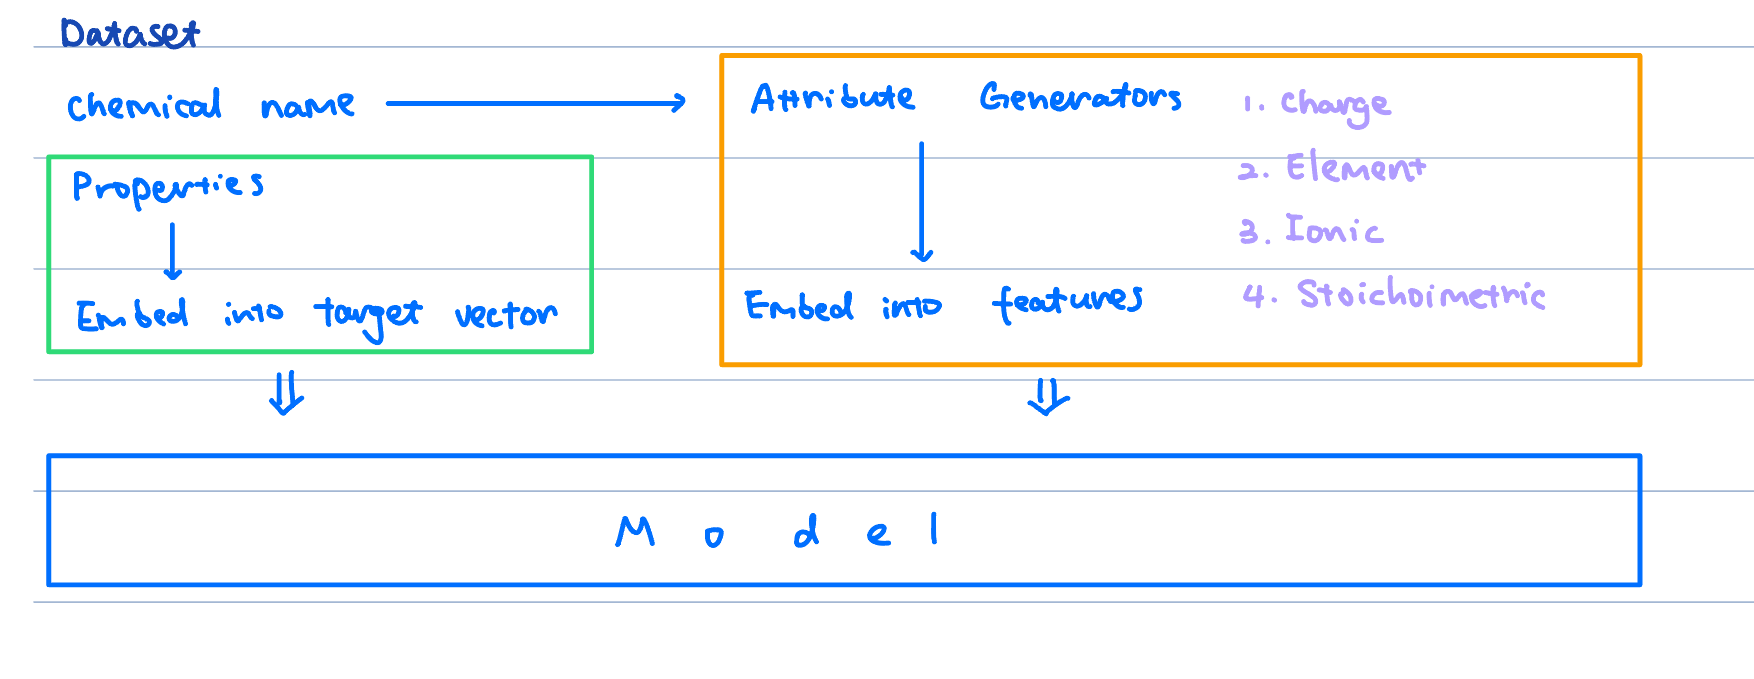 Dataset
chemical name
Attribute Generators
1. Charge
2. Element
3. Ionic
4. Stoichoimetric
Properties
Embed into target vector
Embed into features
Model